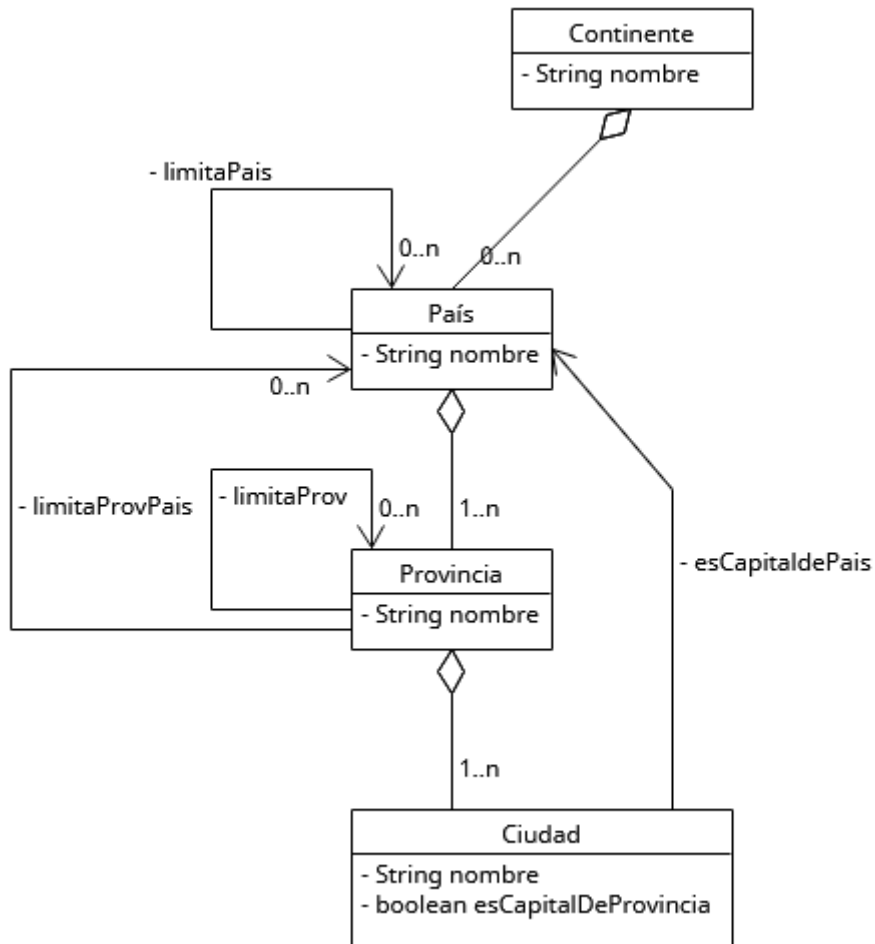 Continente
- String nombre
- limitaPais
0..n
0..n
País
- String nombre
0..n
- limitaProvPais
- limitaProv
0..n
1..n
- esCapitaldePais
Provincia
- String nombre
1..n
Ciudad
- String nombre
- boolean esCapitalDeProvincia